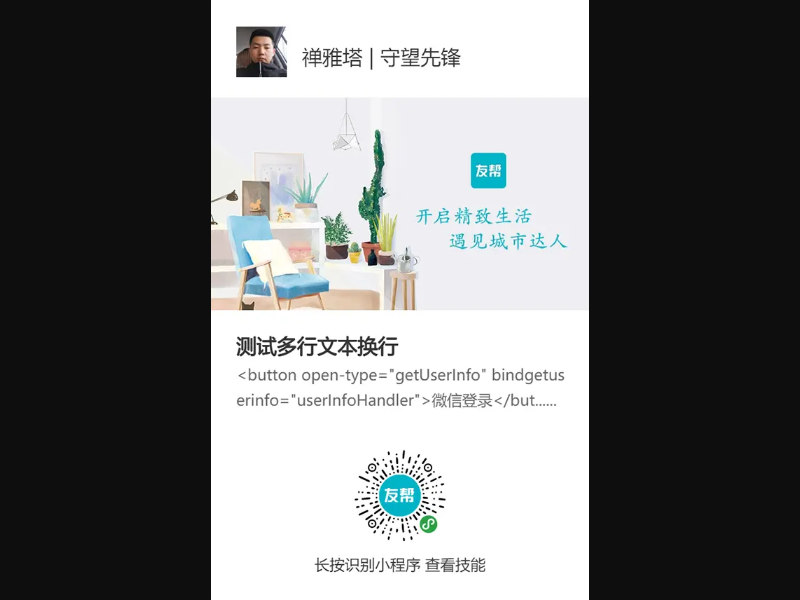 禅雅塔 | 守望先锋
友帮
开启精致生活
遇见城市达人
测试多行文本换行
<button open-type="getUserInfo" bindgetus
erinfo="userInfoHandler">微信登录</but......
友帮
长按识别小程序 查看技能